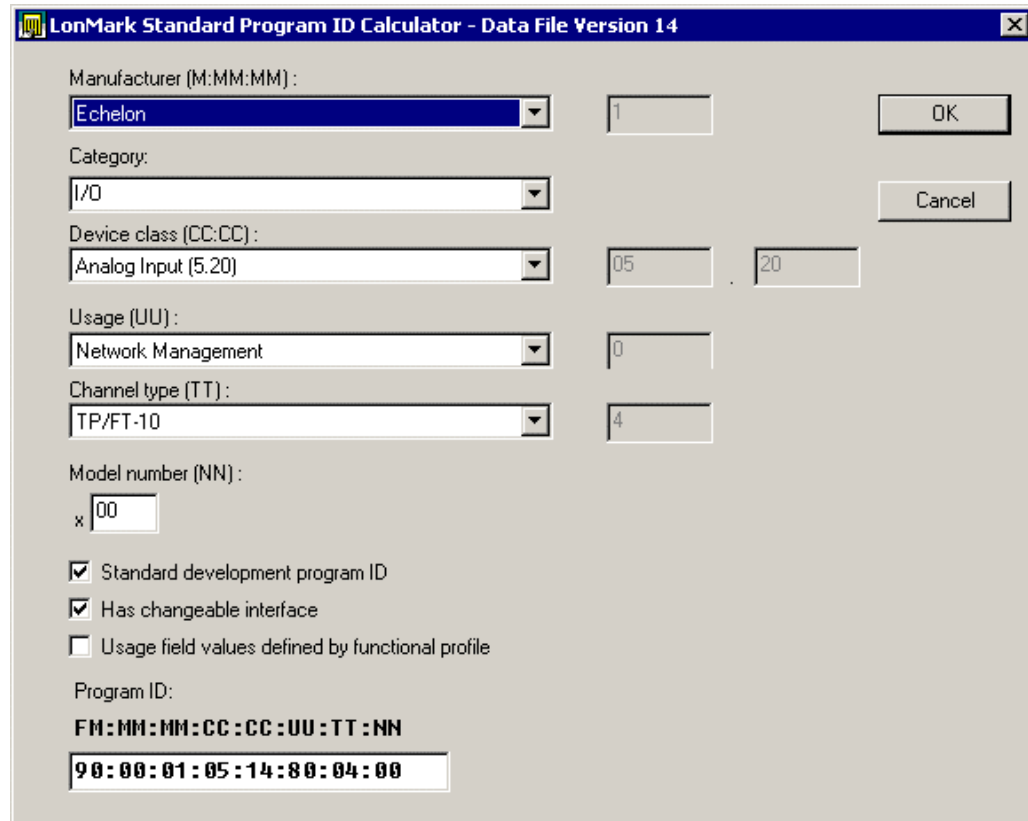 LonMark Standard Program ID Calculator - Data File Version 14
Manufacturer (M:MM:MM) :
Echelon 1 OK
Category:
I/O Cancel
Device class (CC:CC) :
Analog Input (5.20) 05 . 20
Usage (UU) :
Network Management 0
Channel type (TT) :
TP/FT-10 4
Model number (NN) :
x 00
Standard development program ID
Has changeable interface
Usage field values defined by functional profile
Program ID:
FM:MM:MM:CC:CC:UU:TT:NN
90:00:01:05:14:80:04:00